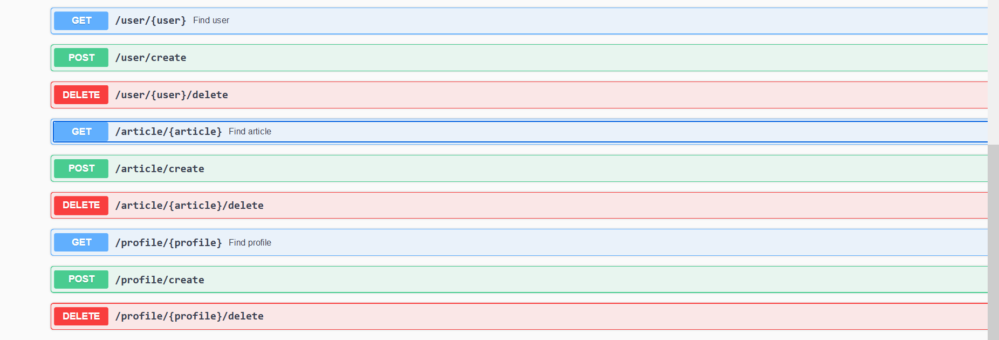 GET /user/{user} Find user
POST /user/create
DELETE /user/{user}/delete
GET /article/{article} Find article
POST /article/create
DELETE /article/{article}/delete
GET /profile/{profile} Find profile
POST /profile/create
DELETE /profile/{profile}/delete